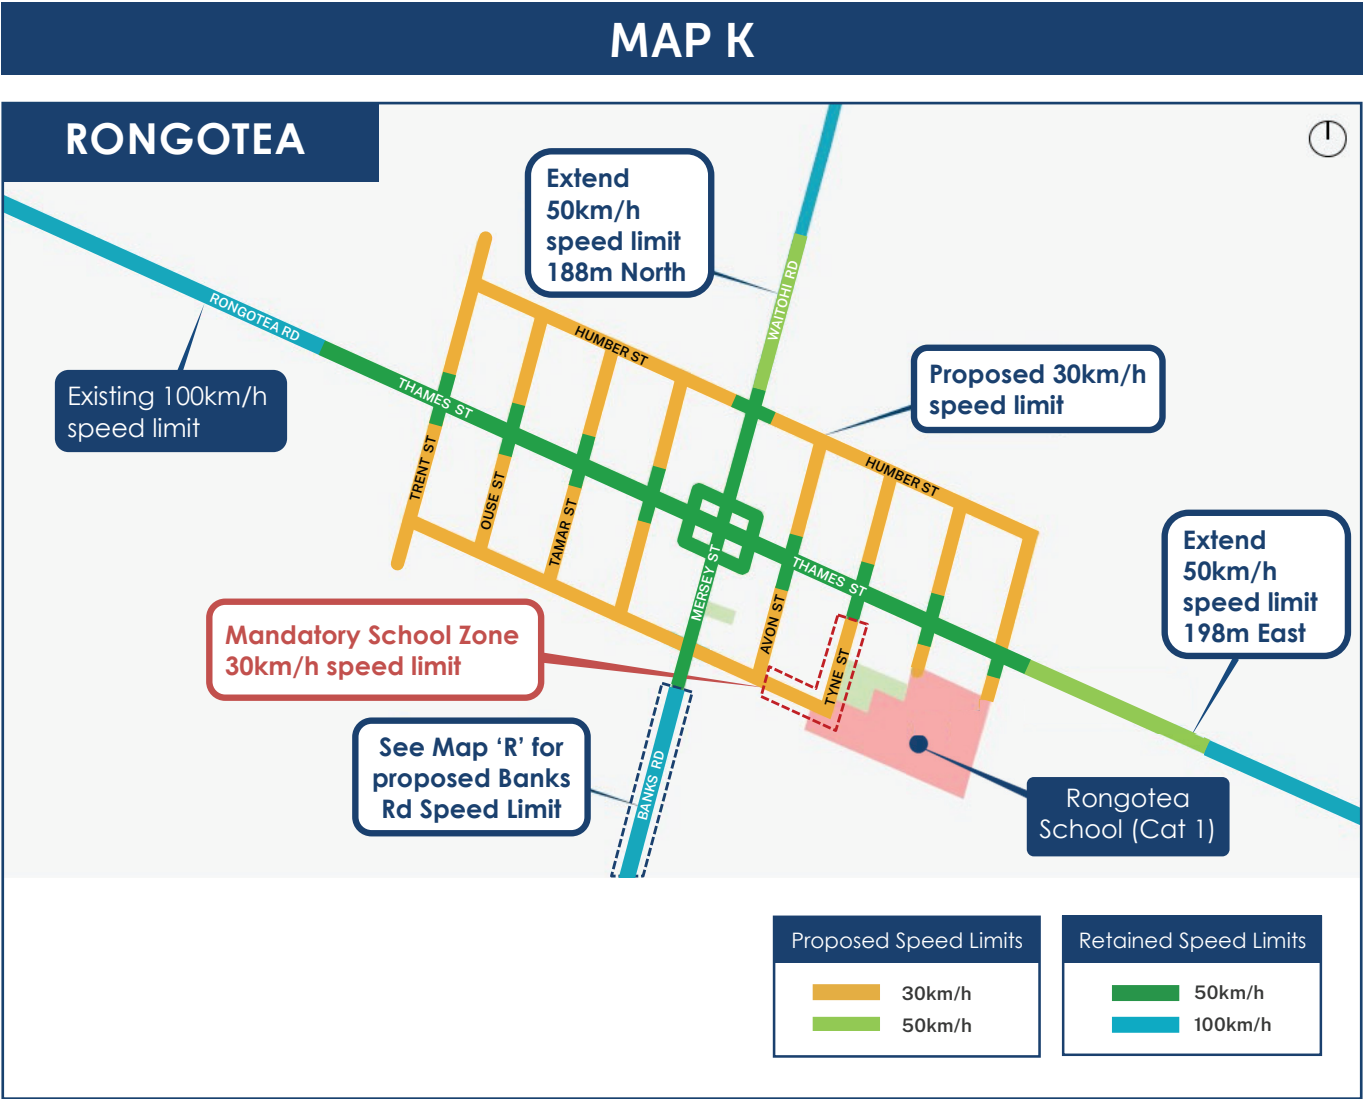 MAP K
RONGOTEA
Extend
50km/h
speed limit
188m North
WAITOHI RD
RONGOTEA RD
HUMBER ST
Existing 100km/h
speed limit
THAMES ST
Proposed 30km/h
speed limit
TRENT ST
OUSE ST
TAMAR ST
HUMBER ST
MERSEY ST
THAMES ST
AVON ST
TYNE ST
Extend
50km/h
speed limit
198m East
Mandatory School Zone
30km/h speed limit
See Map ‘R’ for
proposed Banks
Rd Speed Limit
BANKS RD
Rongotea
School (Cat 1)
Proposed Speed Limits
30km/h
50km/h
Retained Speed Limits
50km/h
100km/h